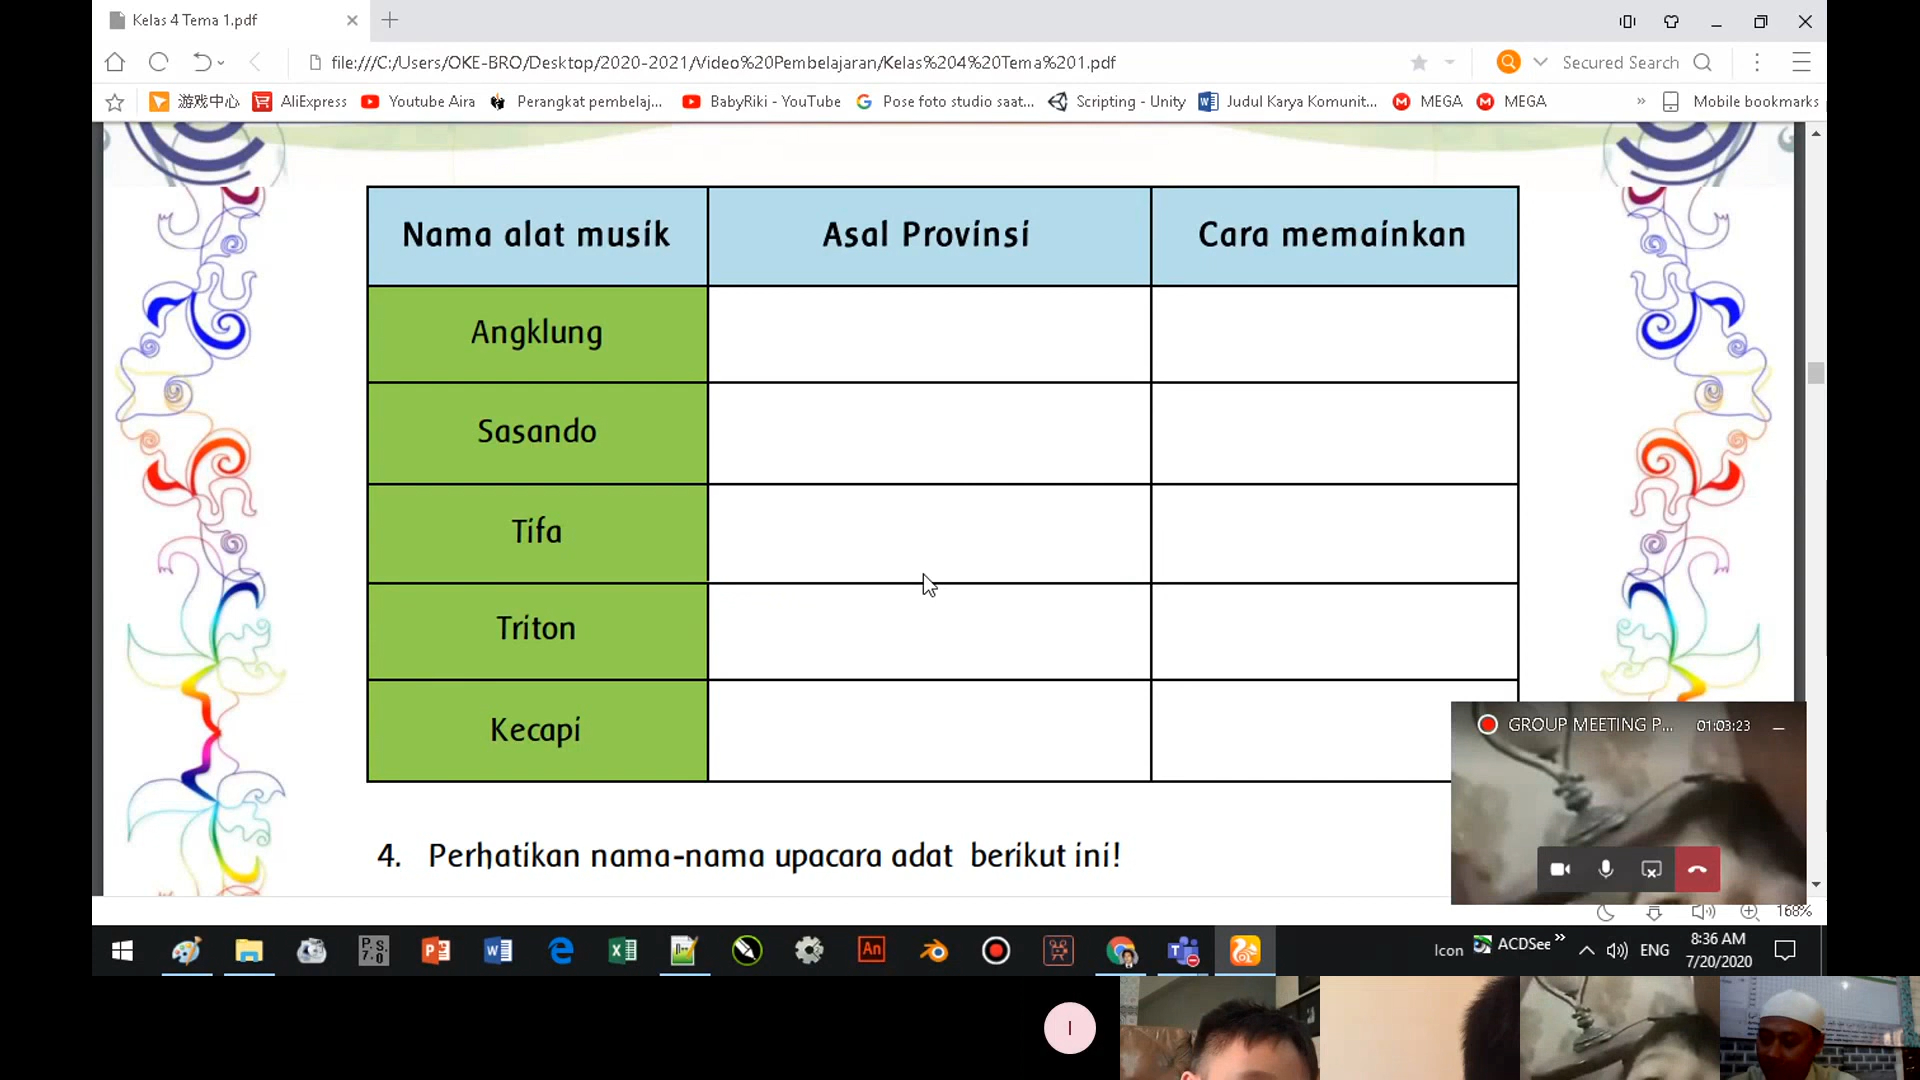 Kelas 4 Tema 1.pdf
file:///C:/Users/OKE-BRO/Desktop/2020-2021/Video%20Pembelajaran/Kelas%204%20Tema%201.pdf
Secured Search
游戏中心 AliExpress Youtube Aira Perangkat pembelaj... BabyRiki - YouTube Pose foto studio saat... Scripting - Unity Judul Karya Komunit... MEGA MEGA » Mobile bookmarks
Nama alat musik Asal Provinsi Cara memainkan
Angklung
Sasando
Tifa
Triton
Kecapi
GROUP MEETING P... 01:03:23
4. Perhatikan nama-nama upacara adat berikut ini!
168%
Icon ACDSee » ENG 8:36 AM
7/20/2020
I